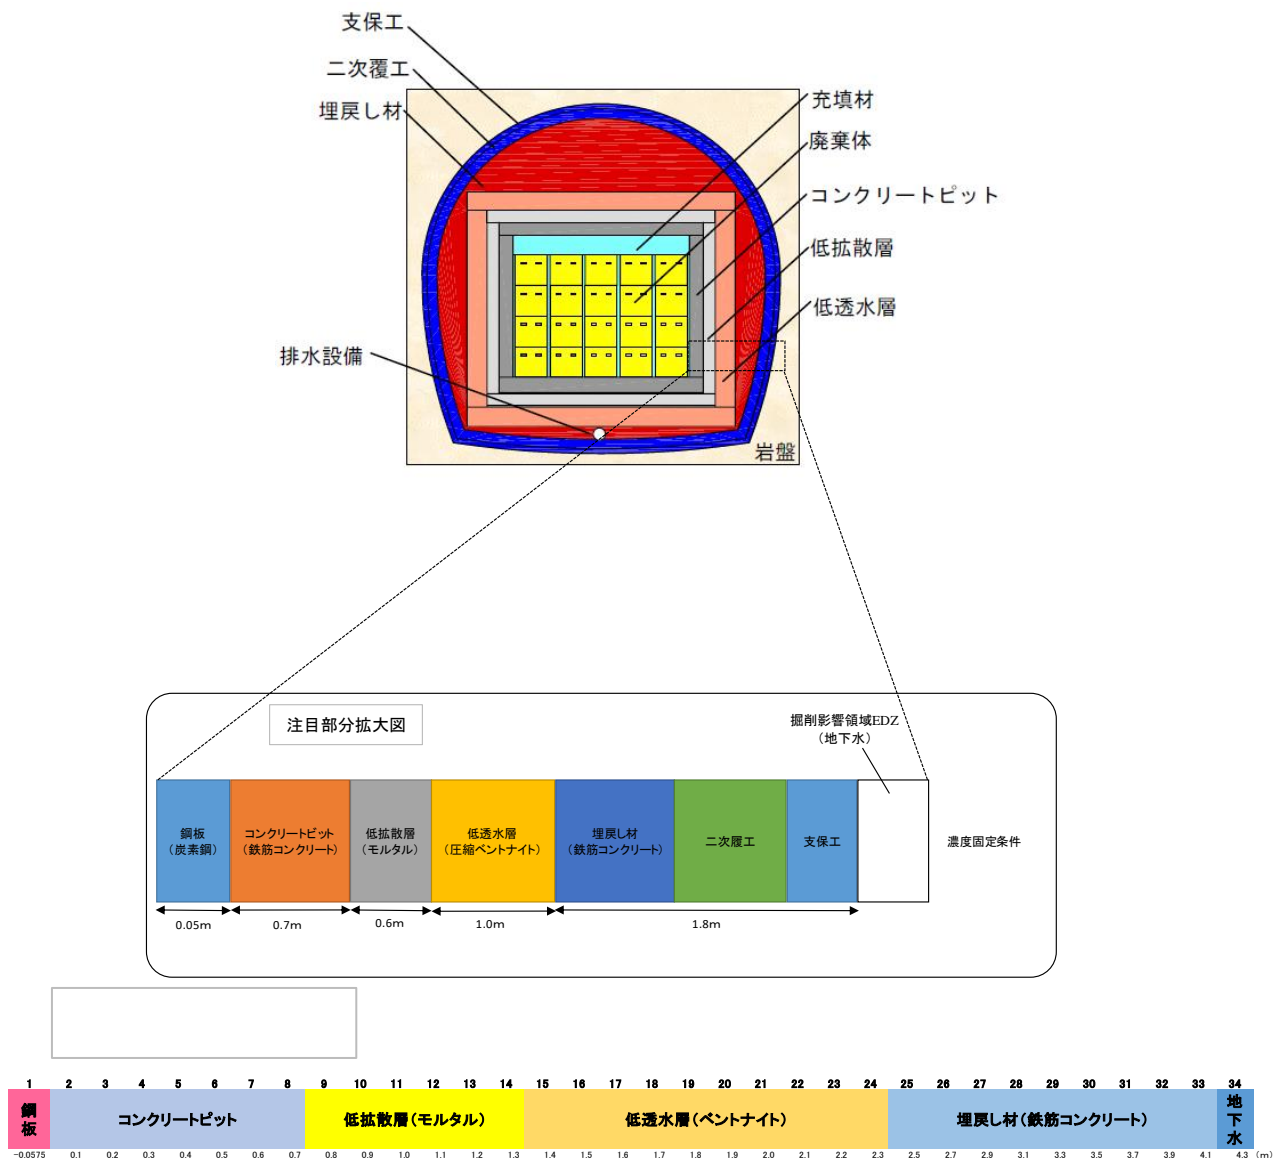 支保工
二次覆工
埋戻し材
充填材
廃棄体
コンクリートピット
低拡散層
低透水層
排水設備
岩盤
注目部分拡大図
掘削影響領域EDZ
（地下水）
鋼板
（炭素鋼）
コンクリートピット
（鉄筋コンクリート）
低拡散層
（モルタル）
低透水層
（圧縮ベントナイト）
埋戻し材
（鉄筋コンクリート）
二次履工
支保工
濃度固定条件
0.05m 0.7m 0.6m 1.0m 1.8m
1 2 3 4 5 6 7 8 9 10 11 12 13 14 15 16 17 18 19 20 21 22 23 24 25 26 27 28 29 30 31 32 33 34
鋼板 コンクリートピット 低拡散層（モルタル） 低透水層（ベントナイト） 埋戻し材（鉄筋コンクリート） 地下水
-0.0575 0.1 0.2 0.3 0.4 0.5 0.6 0.7 0.8 0.9 1.0 1.1 1.2 1.3 1.4 1.5 1.6 1.7 1.8 1.9 2.0 2.1 2.2 2.3 2.5 2.7 2.9 3.1 3.3 3.5 3.7 3.9 4.1 4.3 (m)